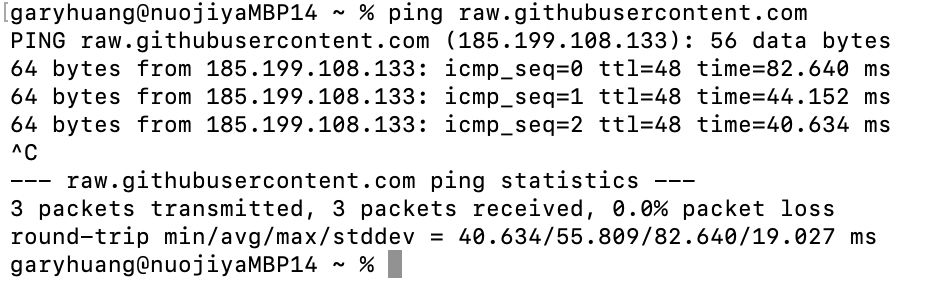 [garyhuang@nuojiyaMBP14 ~ % ping raw.githubusercontent.com
PING raw.githubusercontent.com (185.199.108.133): 56 data bytes
64 bytes from 185.199.108.133: icmp_seq=0 ttl=48 time=82.640 ms
64 bytes from 185.199.108.133: icmp_seq=1 ttl=48 time=44.152 ms
64 bytes from 185.199.108.133: icmp_seq=2 ttl=48 time=40.634 ms
^C
--- raw.githubusercontent.com ping statistics ---
3 packets transmitted, 3 packets received, 0.0% packet loss
round-trip min/avg/max/stddev = 40.634/55.809/82.640/19.027 ms
garyhuang@nuojiyaMBP14 ~ %